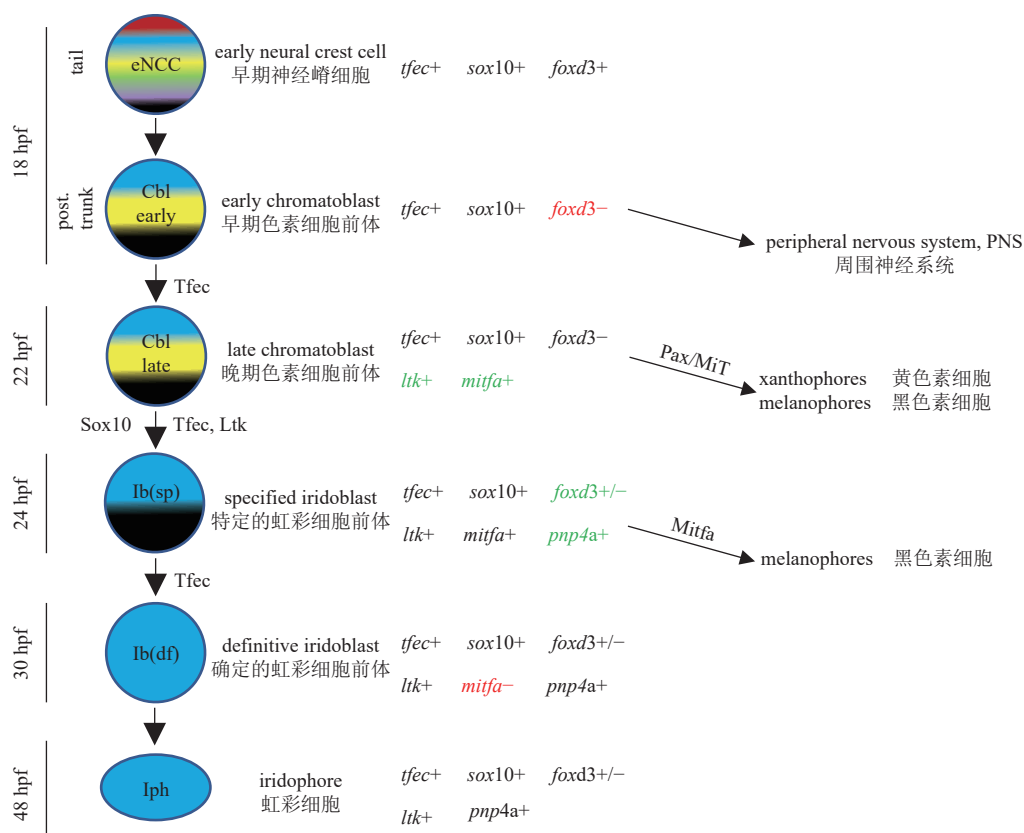 18 hpf
tail
eNCC
early neural crest cell
早期神经嵴细胞
tfec+ sox10+ foxd3+
post.
trunk
Cbl
early
early chromatoblast
早期色素细胞前体
tfec+ sox10+ foxd3−
peripheral nervous system, PNS
周围神经系统
Tfec
22 hpf
Cbl
late
late chromatoblast
晚期色素细胞前体
tfec+ sox10+ foxd3−
ltk+ mitfa+
Pax/MiT
xanthophores 黄色素细胞
melanophores 黑色素细胞
Sox10 Tfec, Ltk
24 hpf
Ib(sp)
specified iridoblast
特定的虹彩细胞前体
tfec+ sox10+ foxd3+/−
ltk+ mitfa+ pnp4a+
Mitfa
melanophores 黑色素细胞
Tfec
30 hpf
Ib(df)
definitive iridoblast
确定的虹彩细胞前体
tfec+ sox10+ foxd3+/−
ltk+ mitfa− pnp4a+
48 hpf
Iph
iridophore
虹彩细胞
tfec+ sox10+ foxd3+/−
ltk+ pnp4a+